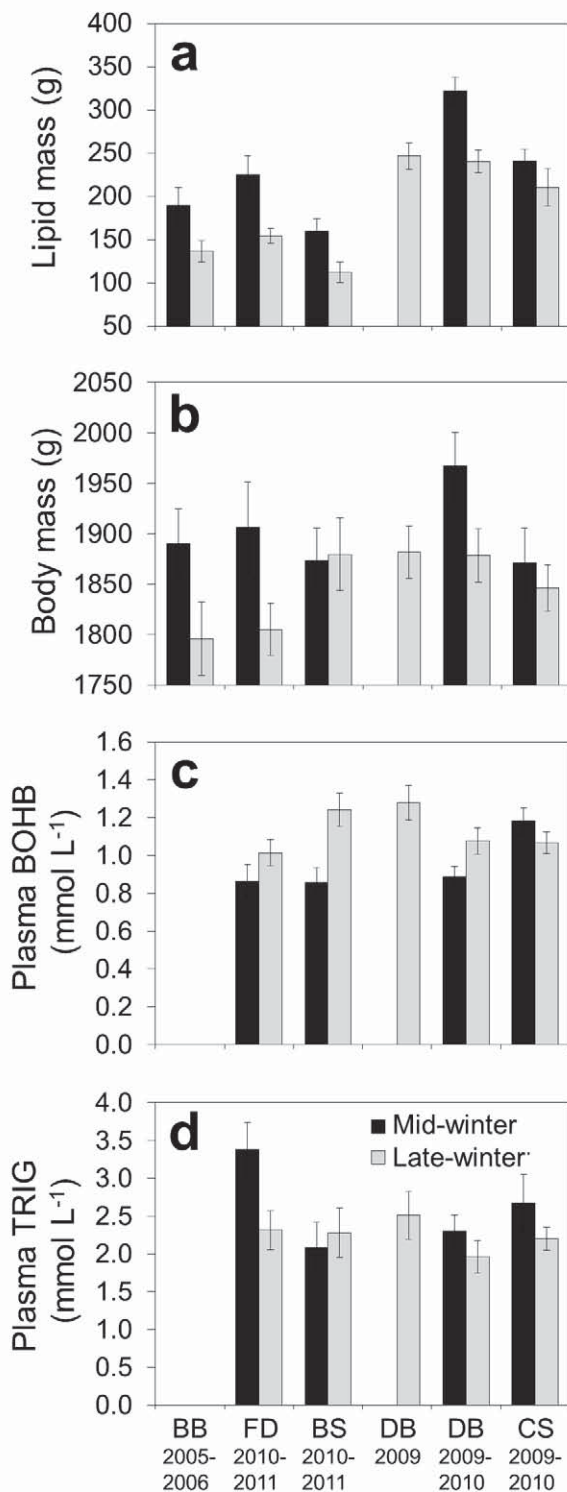 a
Lipid mass (g)
400
350
300
250
200
150
100
50
b
Body mass (g)
2050
2000
1950
1900
1850
1800
1750
c
Plasma BOHB
(mmol L-1)
1.6
1.4
1.2
1.0
0.8
0.6
0.4
0.2
0.0
d
Mid-winter
Late-winter
Plasma TRIG
(mmol L-1)
4.0
3.5
3.0
2.5
2.0
1.5
1.0
0.5
0.0
BB FD BS DB DB CS
2005- 2010- 2010- 2009 2009- 2009-
2006 2011 2011 2010 2010